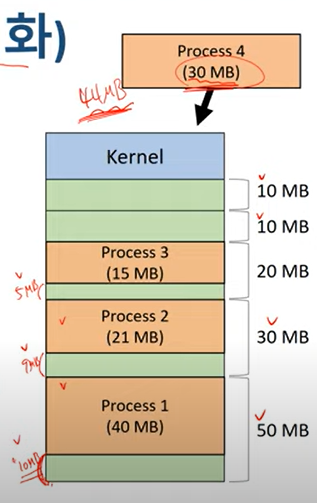 화)
Process 4
(30 MB)
44MB
Kernel
10 MB
10 MB
Process 3
(15 MB)
20 MB
5MB
Process 2
(21 MB)
30 MB
9MB
Process 1
(40 MB)
50 MB
10MB